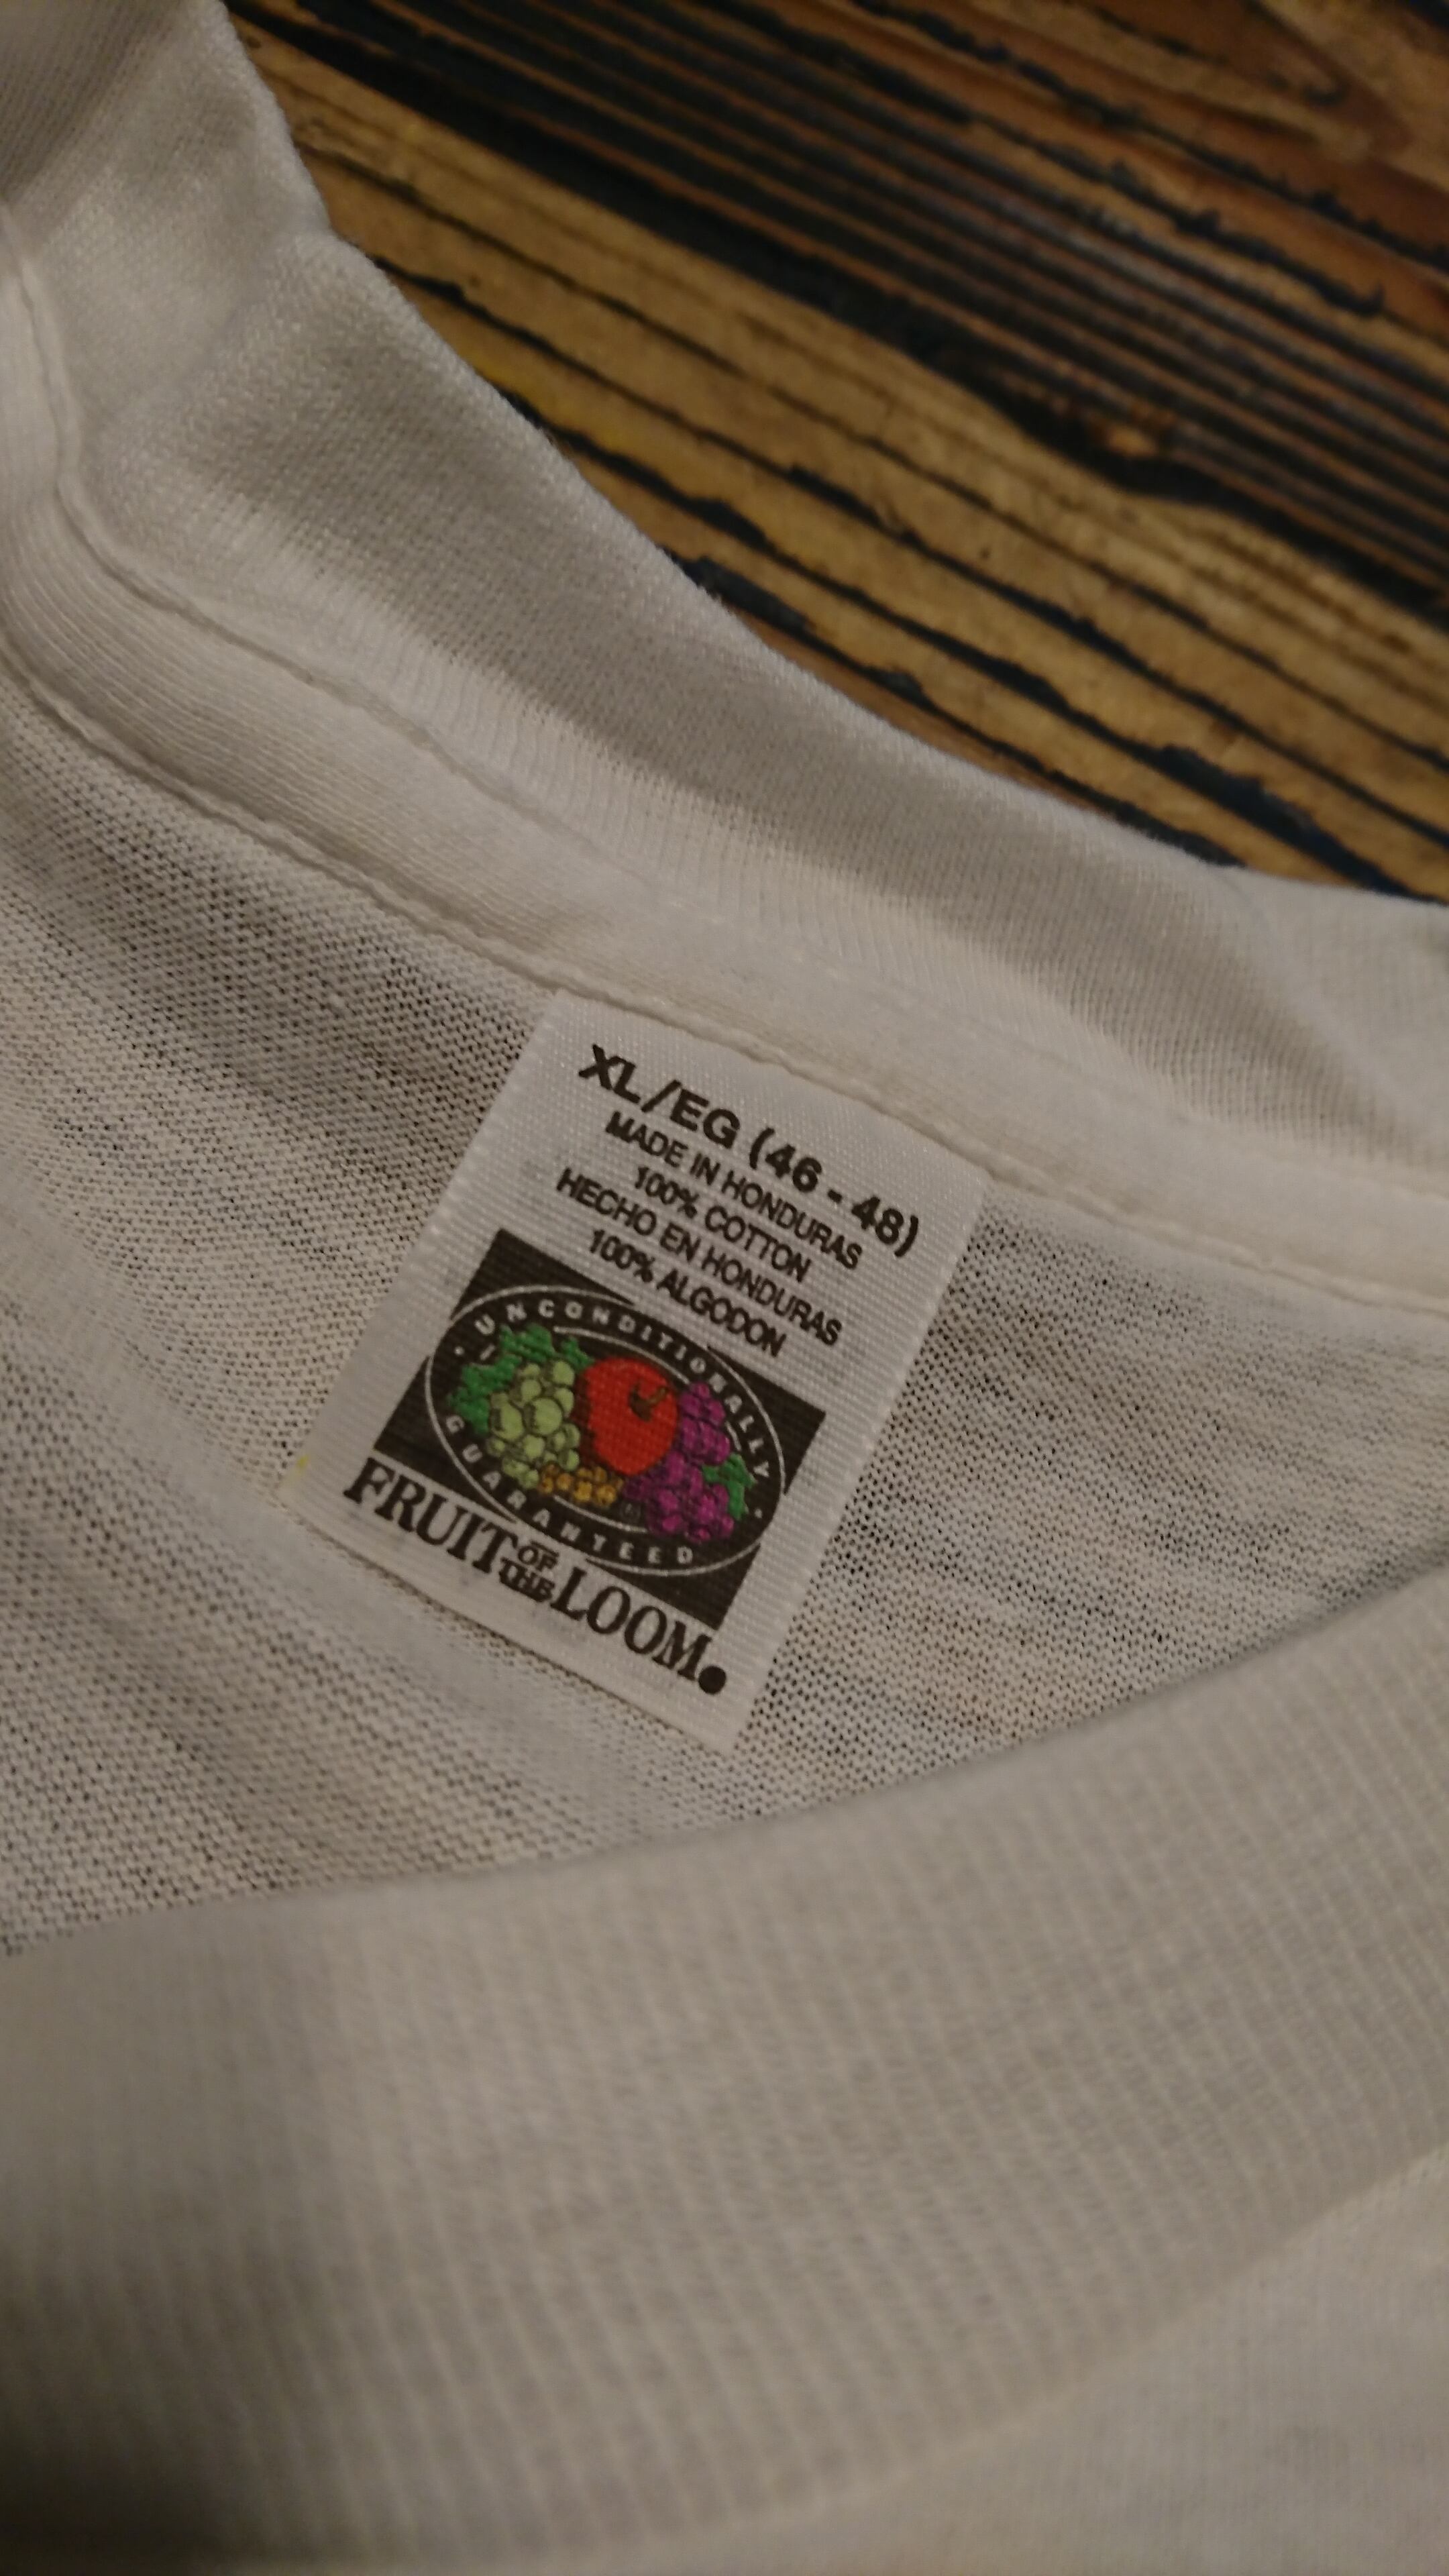 XL/EG (46 - 48)
MADE IN HONDURAS
100% COTTON
HECHO EN HONDURAS
100% ALGODON
UNCONDITIONALLY
GUARANTEED
FRUIT OF THE LOOM